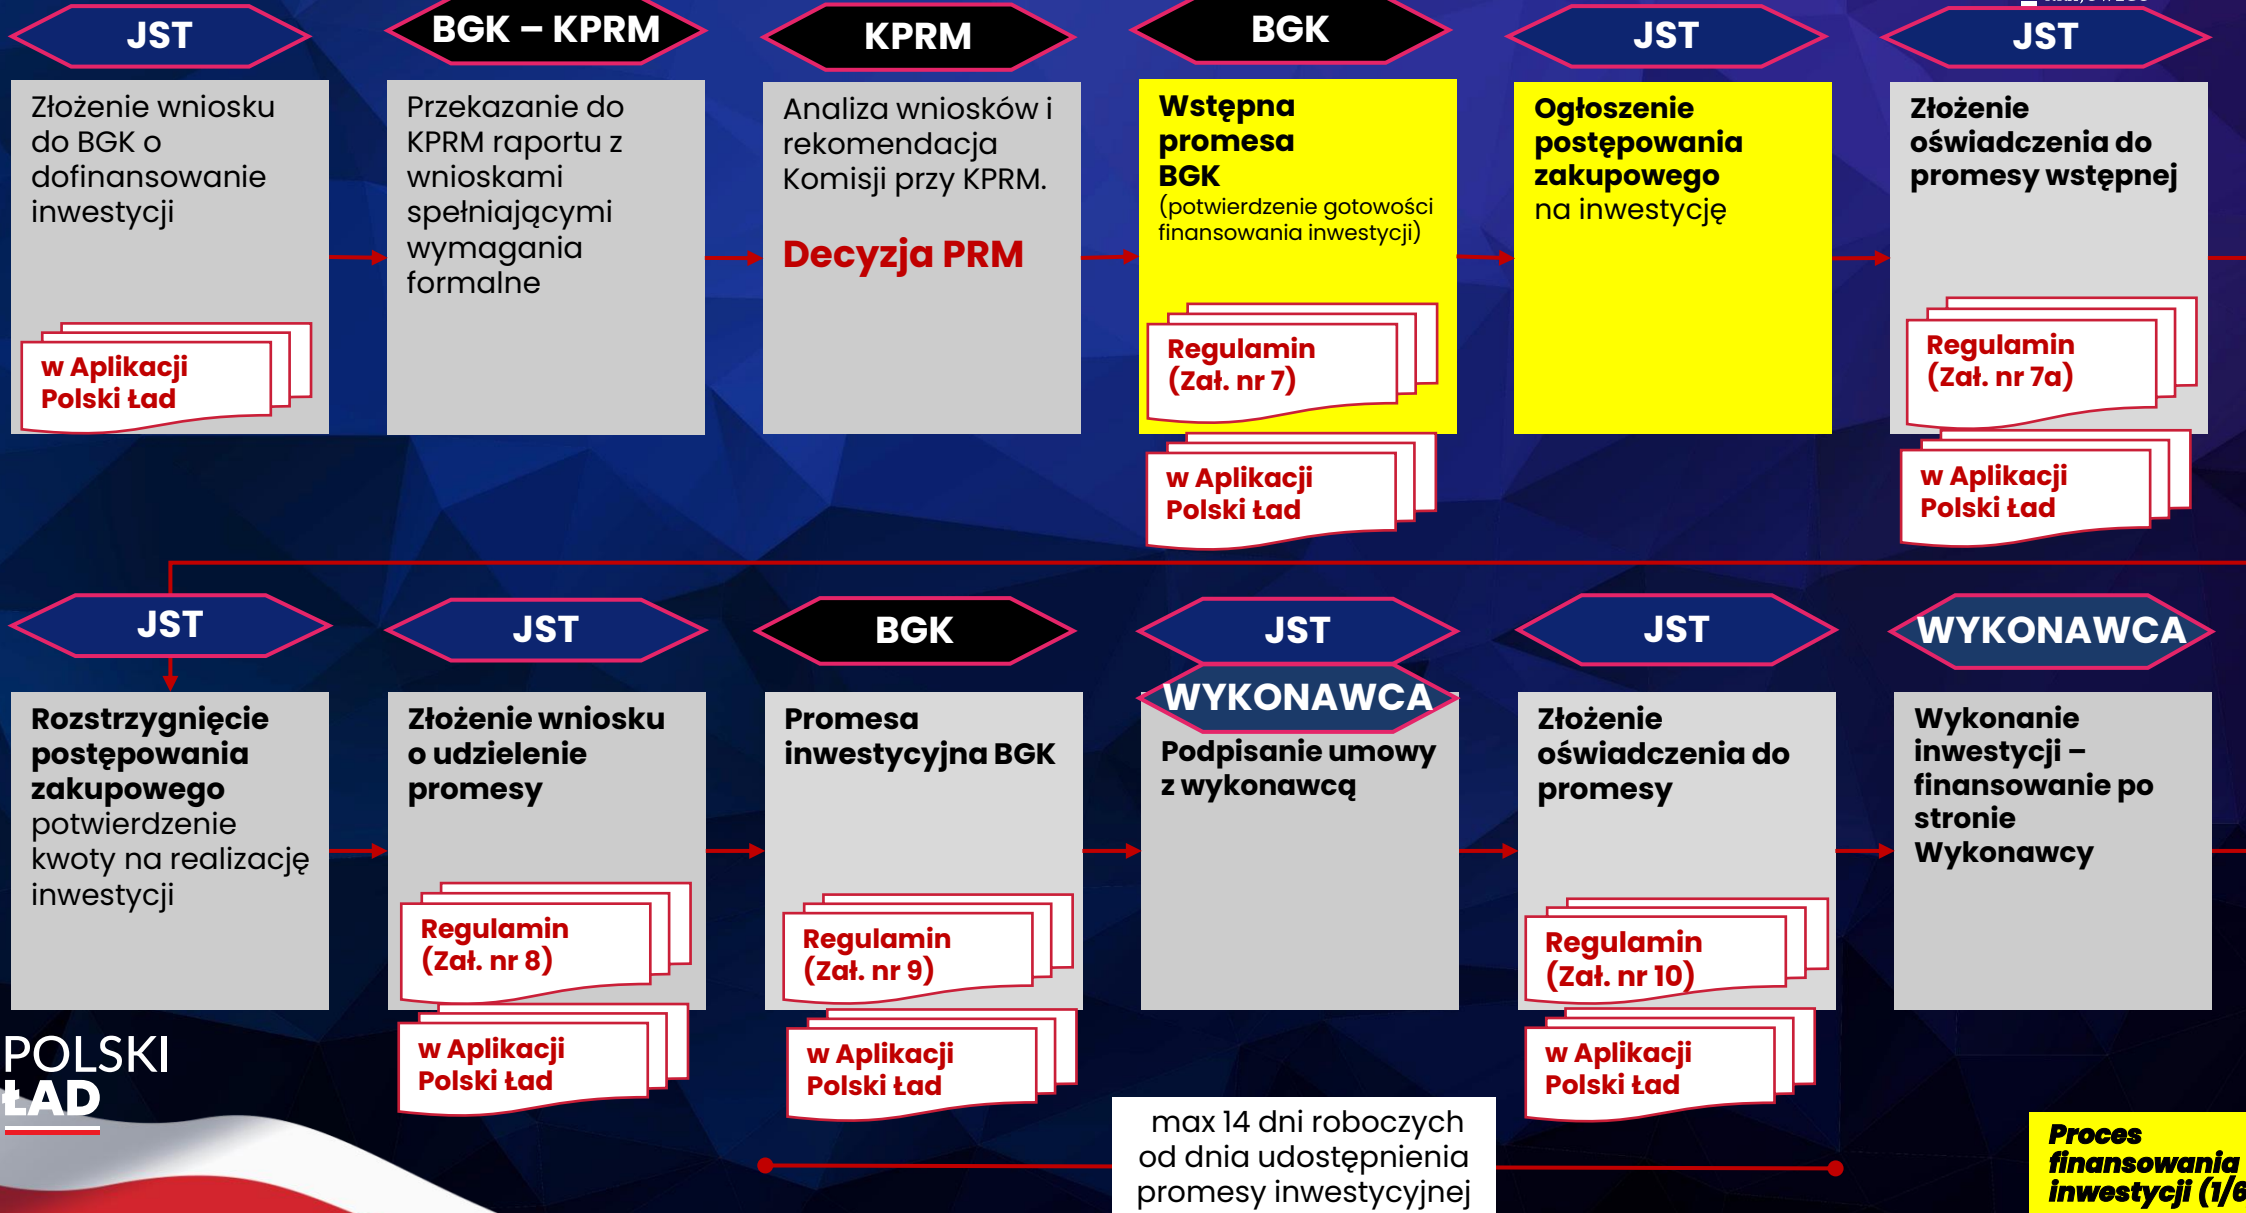 JST
Złożenie wniosku
do BGK o
dofinansowanie
inwestycji
w Aplikacji
Polski Ład
BGK – KPRM
Przekazanie do
KPRM raportu z
wnioskami
spełniającymi
wymagania
formalne
KPRM
Analiza wniosków i
rekomendacja
Komisji przy KPRM.
Decyzja PRM
BGK
Wstępna
promesa
BGK
(potwierdzenie gotowości
finansowania inwestycji)
Regulamin
(Zał. nr 7)
w Aplikacji
Polski Ład
JST
Ogłoszenie
postępowania
zakupowego
na inwestycję
JST
Złożenie
oświadczenia do
promesy wstępnej
Regulamin
(Zał. nr 7a)
w Aplikacji
Polski Ład
JST
Rozstrzygnięcie
postępowania
zakupowego
potwierdzenie
kwoty na realizację
inwestycji
JST
Złożenie wniosku
o udzielenie
promesy
Regulamin
(Zał. nr 8)
w Aplikacji
Polski Ład
BGK
Promesa
inwestycyjna BGK
Regulamin
(Zał. nr 9)
w Aplikacji
Polski Ład
JST
WYKONAWCA
Podpisanie umowy
z wykonawcą
JST
Złożenie
oświadczenia do
promesy
Regulamin
(Zał. nr 10)
w Aplikacji
Polski Ład
WYKONAWCA
Wykonanie
inwestycji –
finansowanie po
stronie
Wykonawcy
POLSKI
ŁAD
max 14 dni roboczych
od dnia udostępnienia
promesy inwestycyjnej
Proces
finansowania
inwestycji (1/6